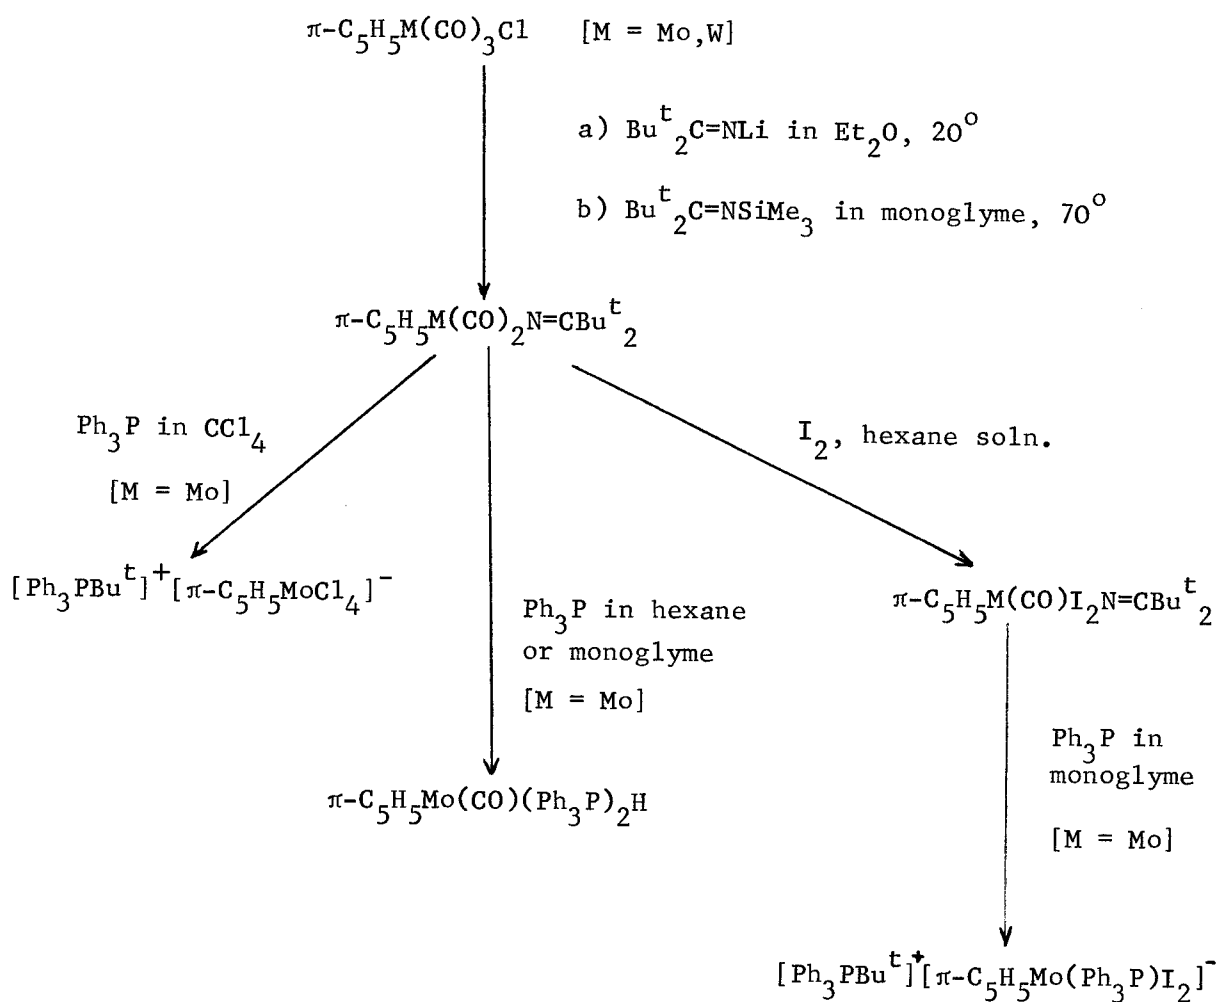 π-C₅H₅M(CO)₃Cl [M = Mo,W]
a) Buᵗ₂C=NLi in Et₂O, 20°
b) Buᵗ₂C=NSiMe₃ in monoglyme, 70°
π-C₅H₅M(CO)₂N=CBuᵗ₂
Ph₃P in CCl₄
[M = Mo]
I₂, hexane soln.
[Ph₃PBuᵗ]⁺[π-C₅H₅MoCl₄]⁻
Ph₃P in hexane
or monoglyme
[M = Mo]
π-C₅H₅M(CO)I₂N=CBuᵗ₂
π-C₅H₅Mo(CO)(Ph₃P)₂H
Ph₃P in
monoglyme
[M = Mo]
[Ph₃PBuᵗ]⁺[π-C₅H₅Mo(Ph₃P)I₂]⁻